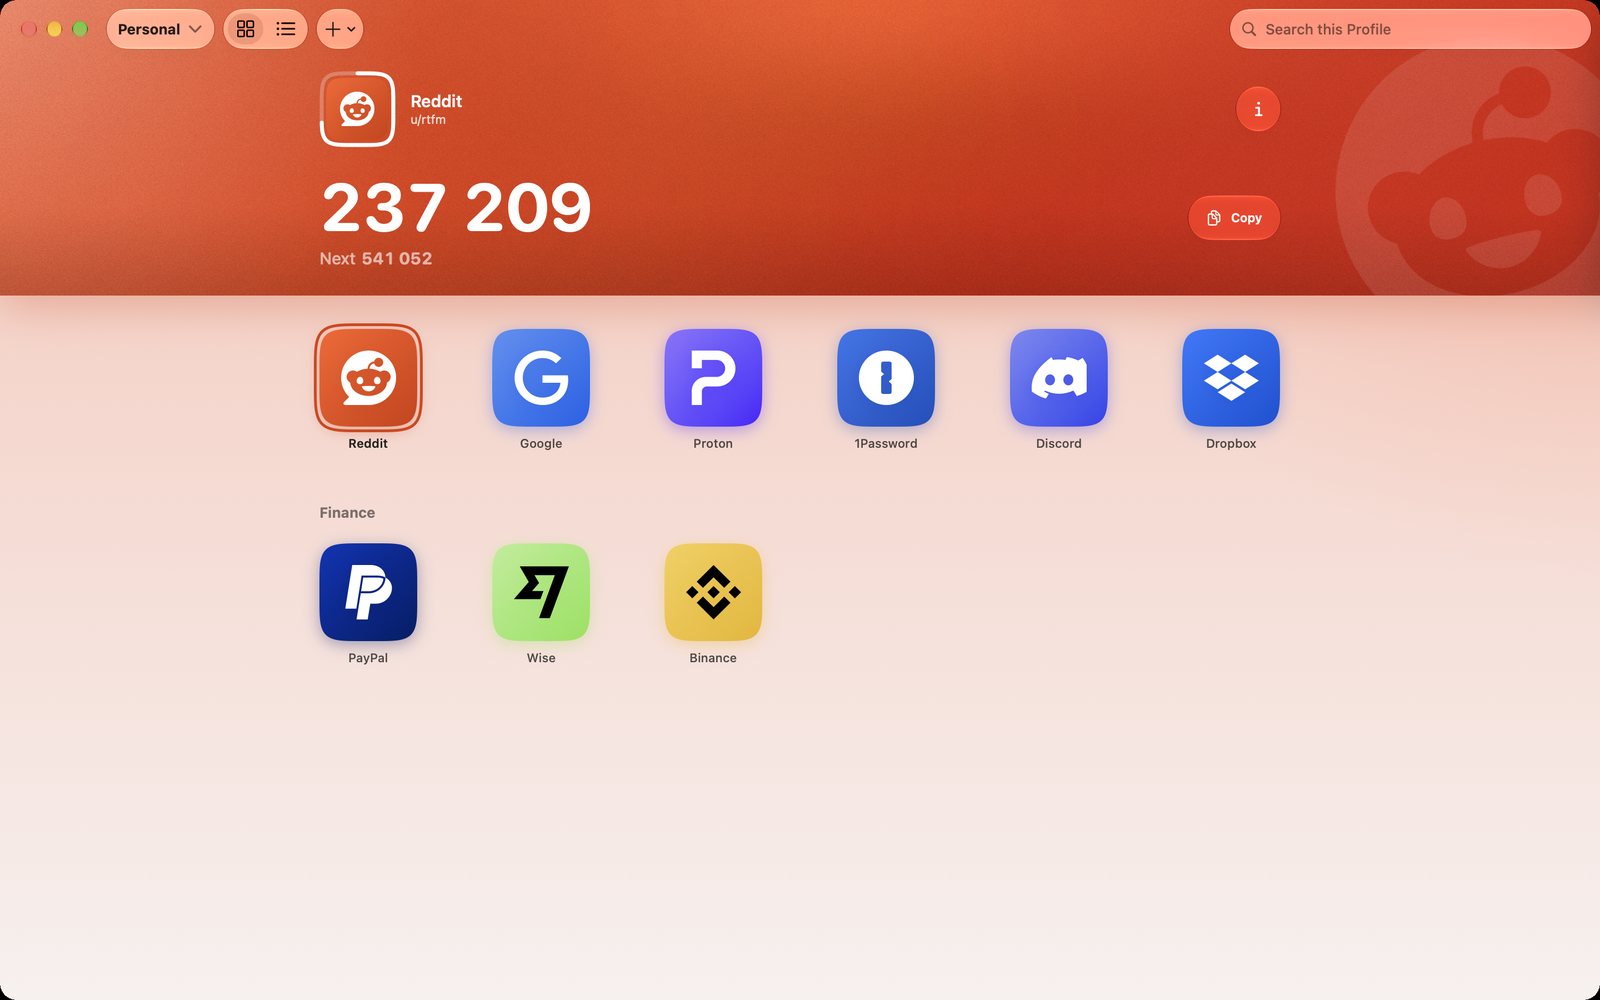 Personal
Search this Profile
Reddit
u/rtfm
237 209
Copy
Next 541 052
Reddit
Google
Proton
1Password
Discord
Dropbox
Finance
PayPal
Wise
Binance